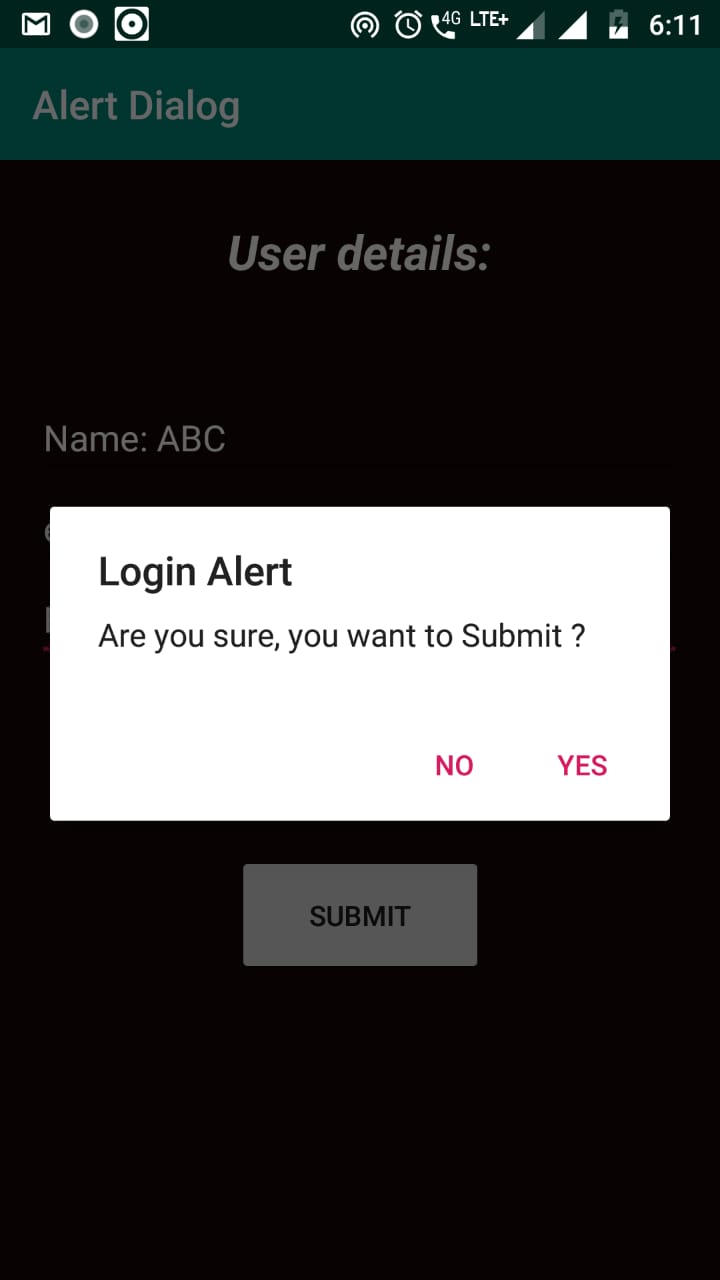 4G LTE+ 6:11
Alert Dialog
User details:
Name: ABC
Login Alert
Are you sure, you want to Submit ?
NO YES
SUBMIT